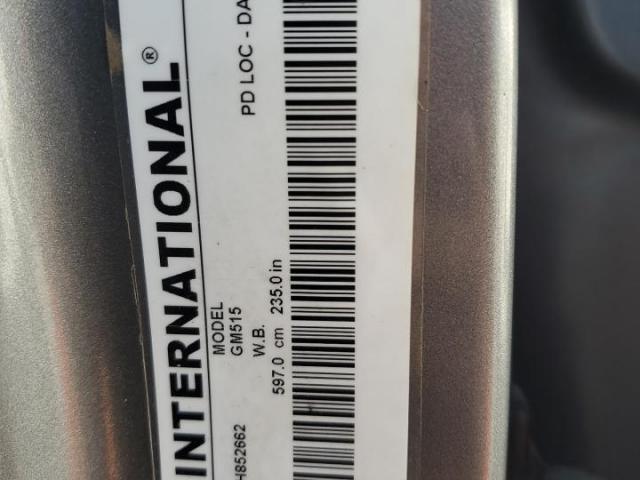 INTERNATIONAL®
MODEL
GM515
W.B.
597.0 cm 235.0 in
PD LOC - DA
H852662